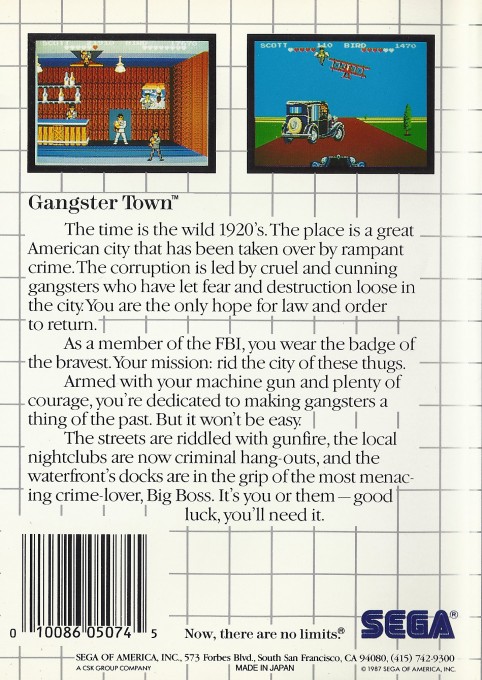 SCOTT 10 BIRD 1470
Gangster Town™
The time is the wild 1920's. The place is a great
American city that has been taken over by rampant
crime. The corruption is led by cruel and cunning
gangsters who have let fear and destruction loose in
the city. You are the only hope for law and order
to return.
As a member of the FBI, you wear the badge of
the bravest. Your mission: rid the city of these thugs.
Armed with your machine gun and plenty of
courage, you're dedicated to making gangsters a
thing of the past. But it won't be easy.
The streets are riddled with gunfire, the local
nightclubs are now criminal hang-outs, and the
waterfront's docks are in the grip of the most menac-
ing crime-lover, Big Boss. It's you or them — good
luck, you'll need it.
0 10086 05074 5
Now, there are no limits.®
SEGA®
SEGA OF AMERICA, INC., 573 Forbes Blvd., South San Francisco, CA 94080, (415) 742-9300
A CSK GROUP COMPANY MADE IN JAPAN © 1987 SEGA OF AMERICA, INC.